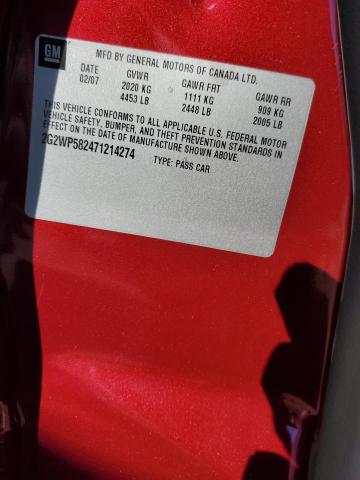 GM
MFD BY GENERAL MOTORS OF CANADA LTD.
DATE GVWR GAWR FRT GAWR RR
02/07 2020 KG 1111 KG 909 KG
4453 LB 2448 LB 2005 LB
THIS VEHICLE CONFORMS TO ALL APPLICABLE U.S. FEDERAL MOTOR
VEHICLE SAFETY, BUMPER, AND THEFT PREVENTION STANDARDS IN
EFFECT ON THE DATE OF MANUFACTURE SHOWN ABOVE.
2G2WP582471214274 TYPE: PASS CAR